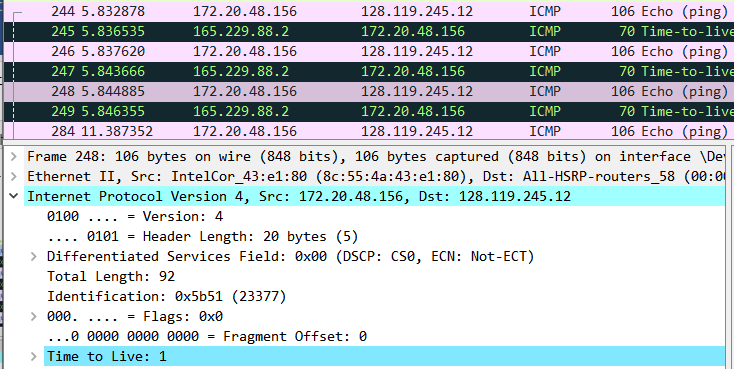 244 5.832878 172.20.48.156 128.119.245.12 ICMP 106 Echo (ping)
245 5.836535 165.229.88.2 172.20.48.156 ICMP 70 Time-to-live
246 5.837620 172.20.48.156 128.119.245.12 ICMP 106 Echo (ping)
247 5.843666 165.229.88.2 172.20.48.156 ICMP 70 Time-to-live
248 5.844885 172.20.48.156 128.119.245.12 ICMP 106 Echo (ping)
249 5.846355 165.229.88.2 172.20.48.156 ICMP 70 Time-to-live
284 11.387352 172.20.48.156 128.119.245.12 ICMP 106 Echo (ping)
Frame 248: 106 bytes on wire (848 bits), 106 bytes captured (848 bits) on interface \Dev
Ethernet II, Src: IntelCor_43:e1:80 (8c:55:4a:43:e1:80), Dst: All-HSRP-routers_58 (00:00
Internet Protocol Version 4, Src: 172.20.48.156, Dst: 128.119.245.12
0100 .... = Version: 4
.... 0101 = Header Length: 20 bytes (5)
Differentiated Services Field: 0x00 (DSCP: CS0, ECN: Not-ECT)
Total Length: 92
Identification: 0x5b51 (23377)
000. .... = Flags: 0x0
...0 0000 0000 0000 = Fragment Offset: 0
Time to Live: 1